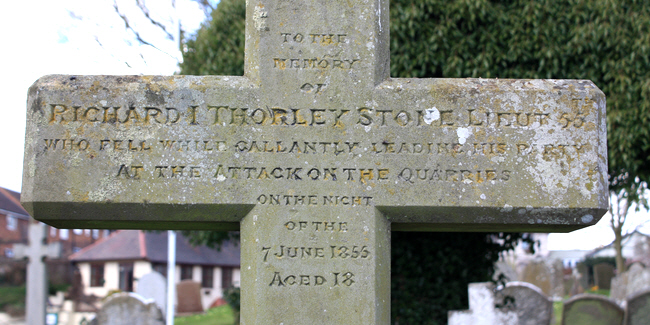 TO THE
MEMORY
OF
RICHARD I THORLEY STONE LIEUT 55TH
WHO FELL WHILE GALLANTLY LEADING HIS PARTY
AT THE ATTACK ON THE QUARRIES
ON THE NIGHT
OF THE
7 JUNE 1855
AGED 18